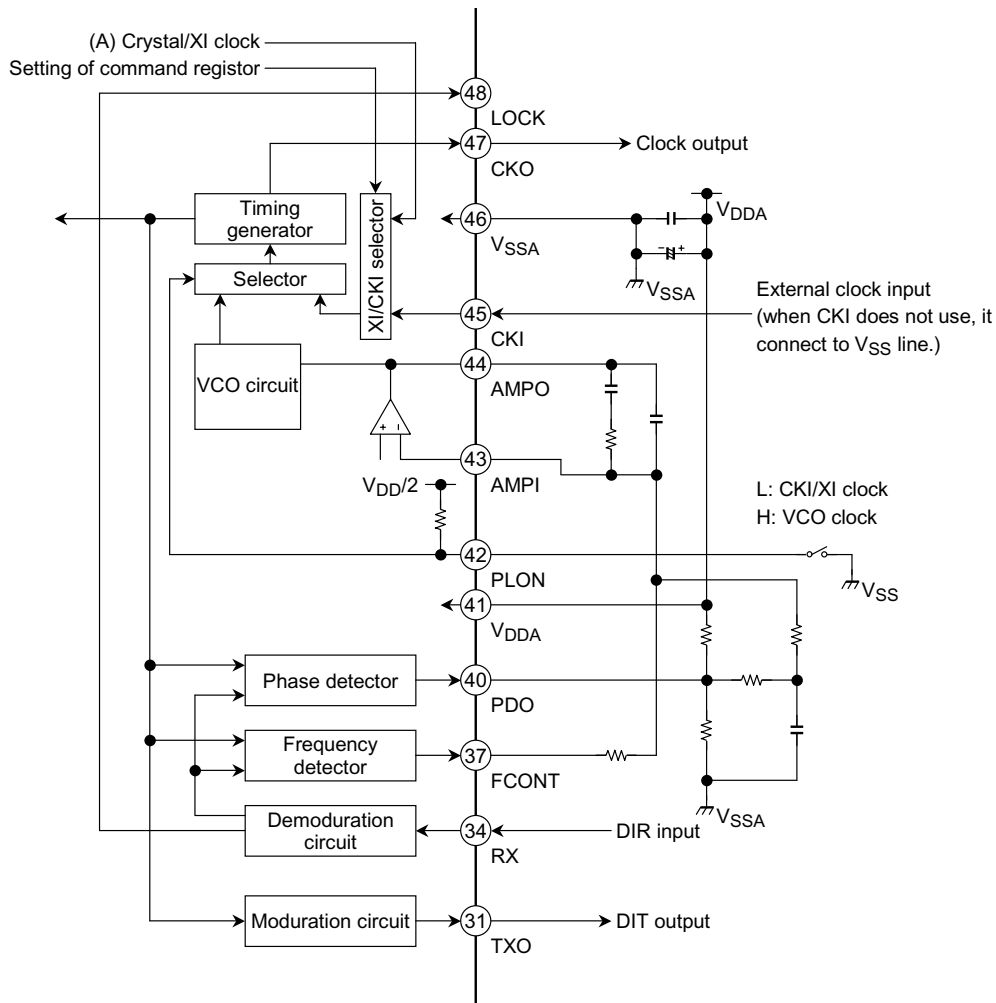 (A) Crystal/XI clock
Setting of command registor
48
LOCK
47
CKO
Clock output
Timing
generator
XI/CKI selector
46
VSSA
VDDA
- +
VSSA
Selector
45
CKI
External clock input
(when CKI does not use, it
connect to VSS line.)
VCO circuit
44
AMPO
+ -
43
AMPI
VDD/2
L: CKI/XI clock
H: VCO clock
42
PLON
VSS
41
VDDA
Phase detector
40
PDO
Frequency
detector
37
FCONT
VSSA
Demoduration
circuit
34
RX
DIR input
Moduration circuit
31
TXO
DIT output